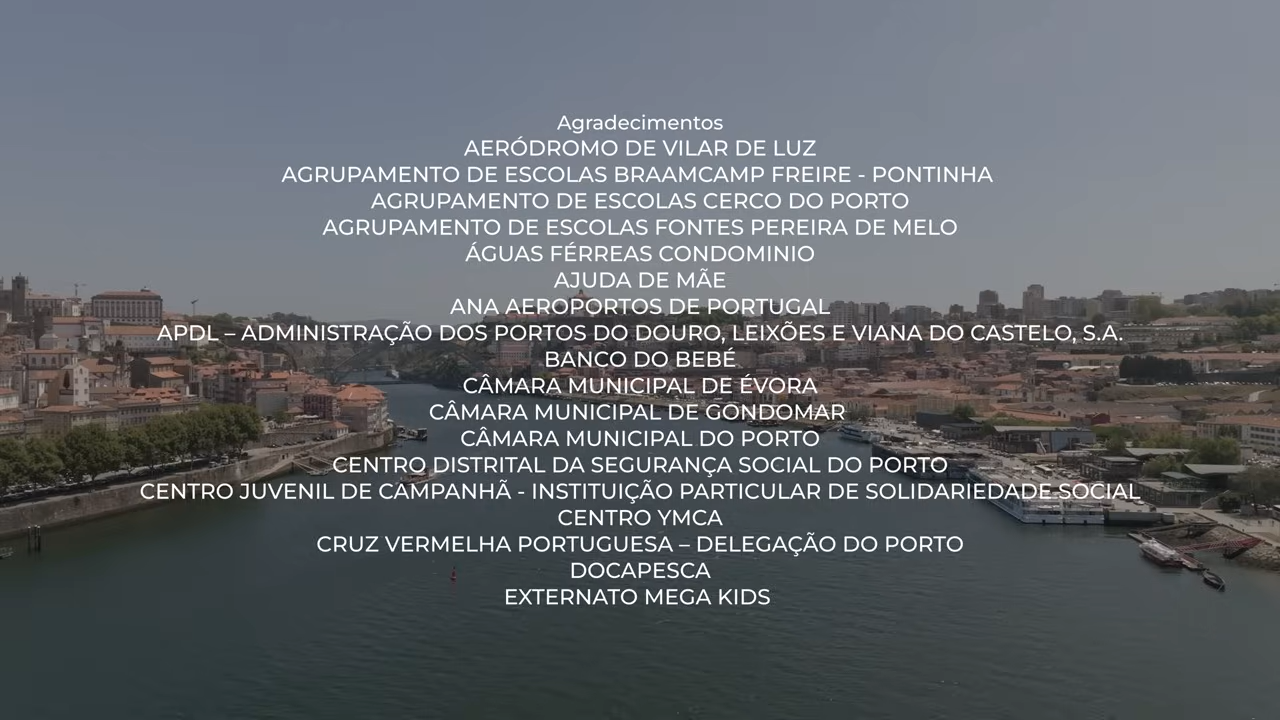 Agradecimentos
AERÓDROMO DE VILAR DE LUZ
AGRUPAMENTO DE ESCOLAS BRAAMCAMP FREIRE - PONTINHA
AGRUPAMENTO DE ESCOLAS CERCO DO PORTO
AGRUPAMENTO DE ESCOLAS FONTES PEREIRA DE MELO
ÁGUAS FÉRREAS CONDOMINIO
AJUDA DE MÃE
ANA AEROPORTOS DE PORTUGAL
APDL – ADMINISTRAÇÃO DOS PORTOS DO DOURO, LEIXÕES E VIANA DO CASTELO, S.A.
BANCO DO BEBÉ
CÂMARA MUNICIPAL DE ÉVORA
CÂMARA MUNICIPAL DE GONDOMAR
CÂMARA MUNICIPAL DO PORTO
CENTRO DISTRITAL DA SEGURANÇA SOCIAL DO PORTO
CENTRO JUVENIL DE CAMPANHÃ - INSTITUIÇÃO PARTICULAR DE SOLIDARIEDADE SOCIAL
CENTRO YMCA
CRUZ VERMELHA PORTUGUESA – DELEGAÇÃO DO PORTO
DOCAPESCA
EXTERNATO MEGA KIDS